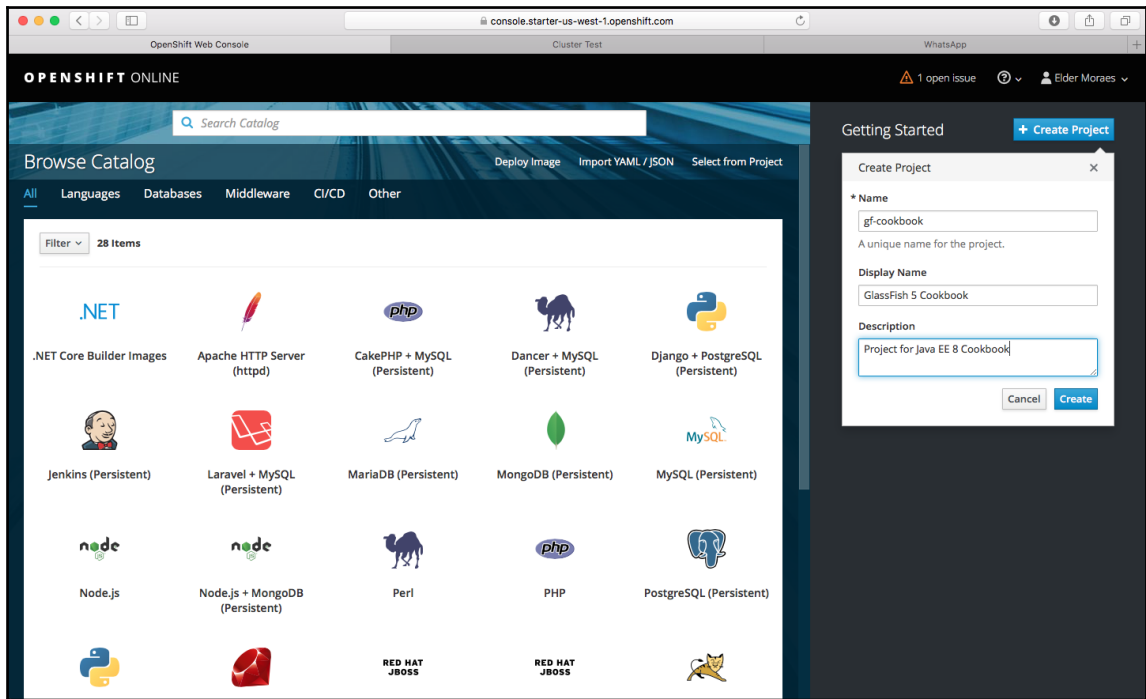 console.starter-us-west-1.openshift.com
OpenShift Web Console
Cluster Test
WhatsApp
OPENSHIFT ONLINE
1 open issue
Elder Moraes
Search Catalog
Getting Started
+ Create Project
Browse Catalog
Deploy Image
Import YAML / JSON
Select from Project
All
Languages
Databases
Middleware
CI/CD
Other
Create Project
×
* Name
gf-cookbook
A unique name for the project.
Display Name
GlassFish 5 Cookbook
Description
Project for Java EE 8 Cookbook
Cancel
Create
Filter
28 Items
.NET
.NET Core Builder Images
Apache HTTP Server
(httpd)
php
CakePHP + MySQL
(Persistent)
Dancer + MySQL
(Persistent)
Django + PostgreSQL
(Persistent)
Jenkins (Persistent)
Laravel + MySQL
(Persistent)
MariaDB (Persistent)
MongoDB (Persistent)
MySQL
MySQL (Persistent)
node
JS
Node.js
node
JS
Node.js + MongoDB
(Persistent)
Perl
php
PHP
PostgreSQL (Persistent)
RED HAT
JBOSS
RED HAT
JBOSS